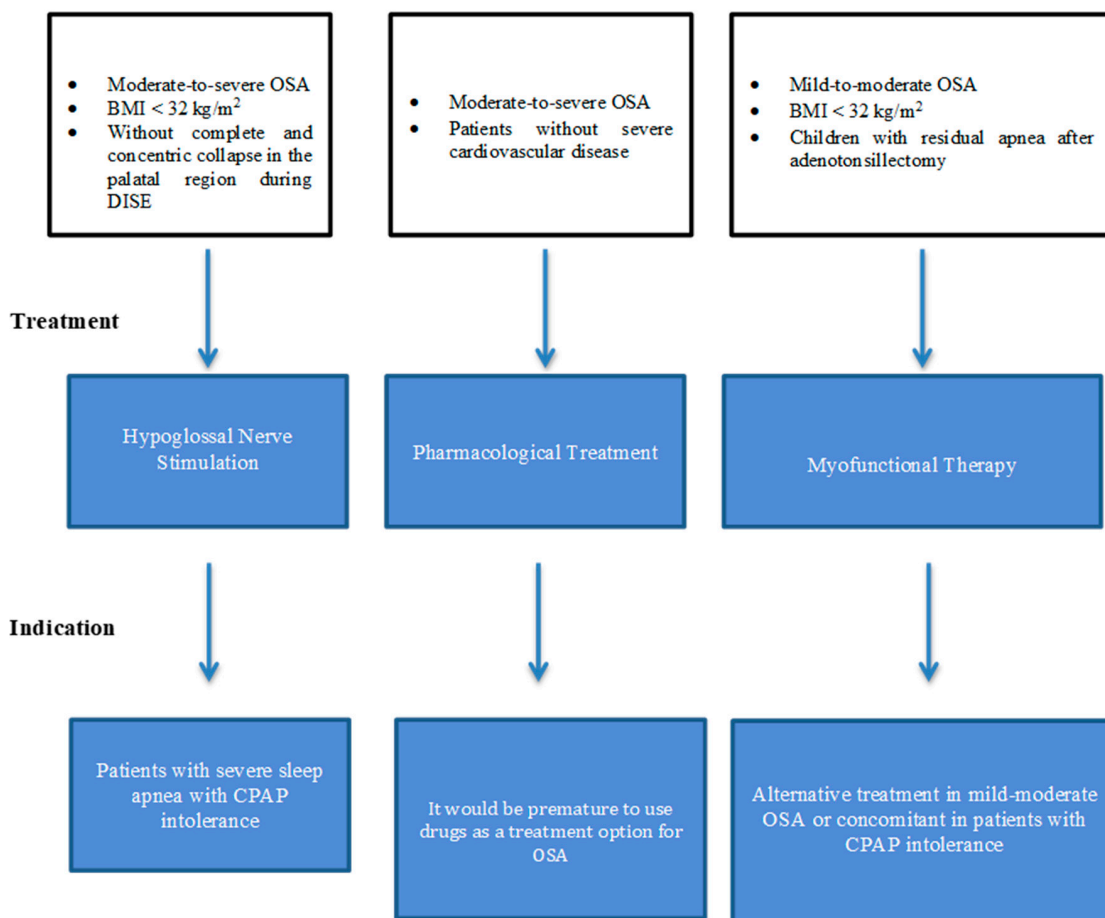 • Moderate-to-severe OSA
• BMI < 32 kg/m²
• Without complete and
concentric collapse in the
palatal region during
DISE
• Moderate-to-severe OSA
• Patients without severe
cardiovascular disease
• Mild-to-moderate OSA
• BMI < 32 kg/m²
• Children with residual apnea after
adenotonsillectomy
Treatment
Hypoglossal Nerve
Stimulation
Pharmacological Treatment
Myofunctional Therapy
Indication
Patients with severe sleep
apnea with CPAP
intolerance
It would be premature to use
drugs as a treatment option for
OSA
Alternative treatment in mild-moderate
OSA or concomitant in patients with
CPAP intolerance